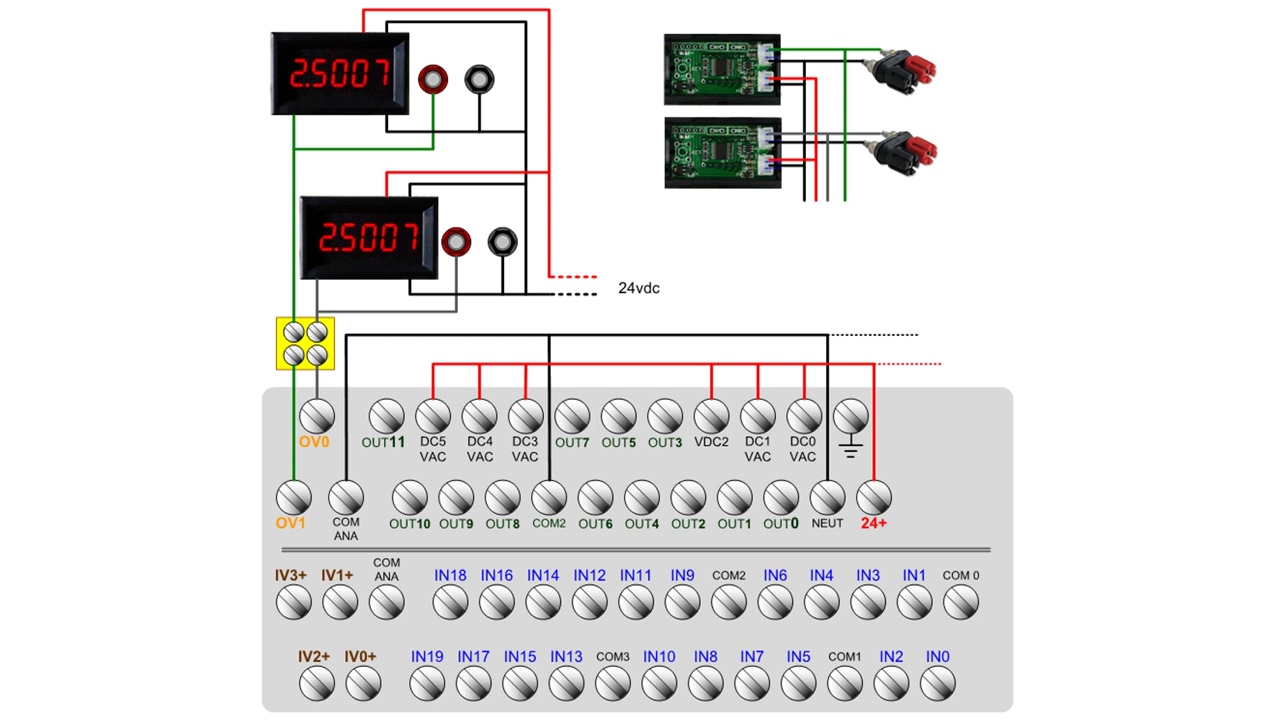 2.5007
2.5007
24vdc
OV0
OUT11
DC5
VAC
DC4
VAC
DC3
VAC
OUT7
OUT5
OUT3
VDC2
DC1
VAC
DC0
VAC
OV1
COM
ANA
OUT10
OUT9
OUT8
COM2
OUT6
OUT4
OUT2
OUT1
OUT0
NEUT
24+
IV3+
IV1+
COM
ANA
IN18
IN16
IN14
IN12
IN11
IN9
COM2
IN6
IN4
IN3
IN1
COM 0
IV2+
IV0+
IN19
IN17
IN15
IN13
COM3
IN10
IN8
IN7
IN5
COM1
IN2
IN0